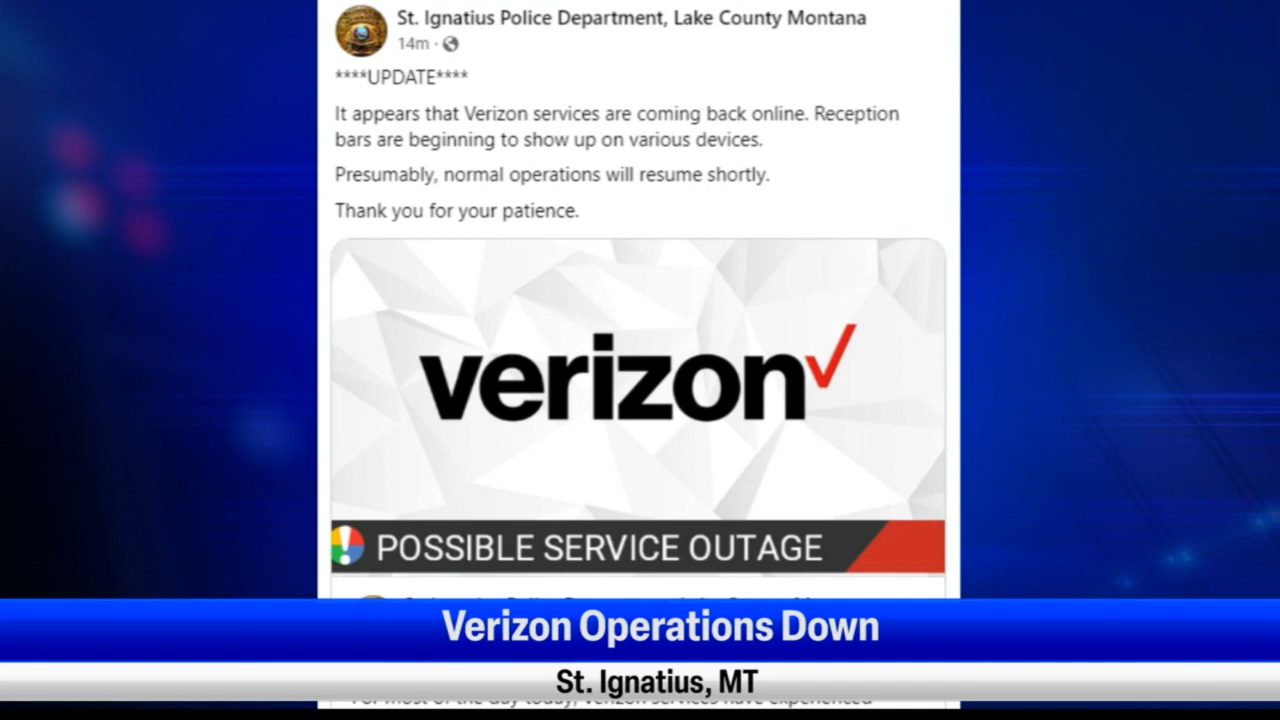 St. Ignatius Police Department, Lake County Montana
14m ·
****UPDATE****
It appears that Verizon services are coming back online. Reception
bars are beginning to show up on various devices.
Presumably, normal operations will resume shortly.
Thank you for your patience.
verizon
POSSIBLE SERVICE OUTAGE
Verizon Operations Down
St. Ignatius, MT